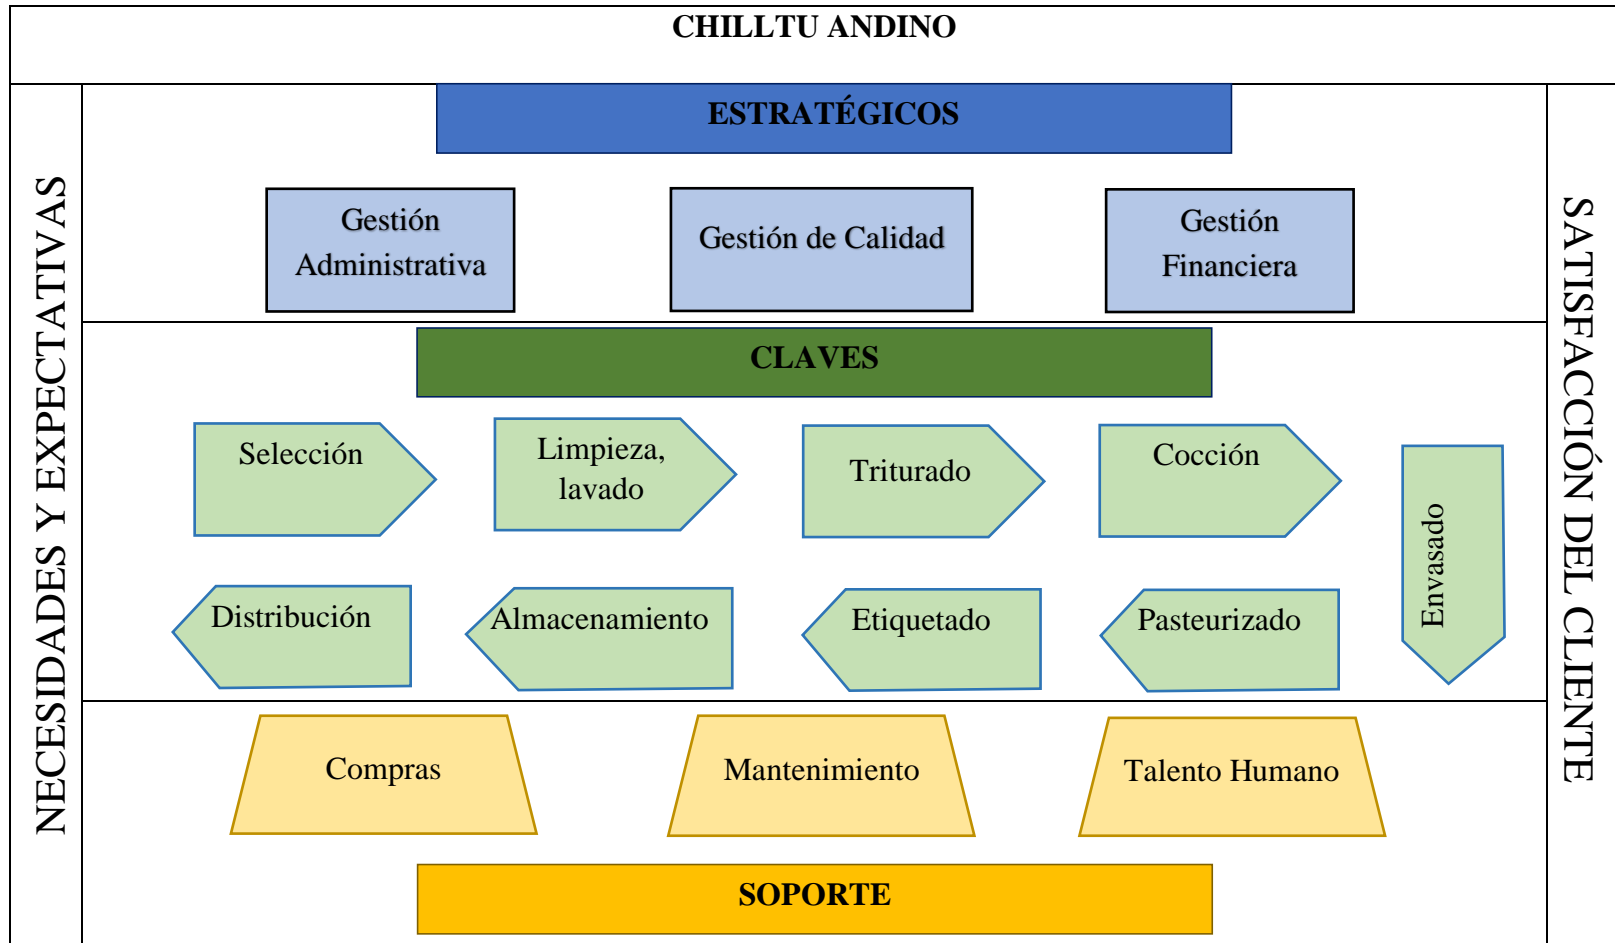 CHILLTU ANDINO
NECESIDADES Y EXPECTATIVAS
ESTRATÉGICOS
Gestión
Administrativa
Gestión de Calidad
Gestión
Financiera
CLAVES
Selección
Limpieza,
lavado
Triturado
Cocción
Envasado
Pasteurizado
Etiquetado
Almacenamiento
Distribución
Compras
Mantenimiento
Talento Humano
SOPORTE
SATISFACCIÓN DEL CLIENTE